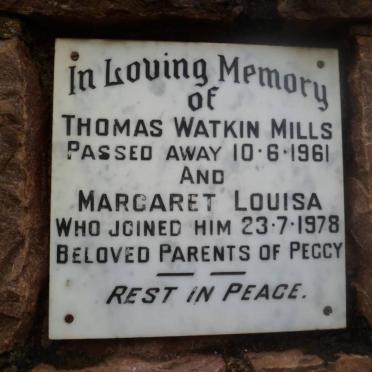 In Loving Memory
of
THOMAS WATKIN MILLS
PASSED AWAY 10·6·1961
AND
MARGARET LOUISA
WHO JOINED HIM 23·7·1978
BELOVED PARENTS OF PEGGY
REST IN PEACE.